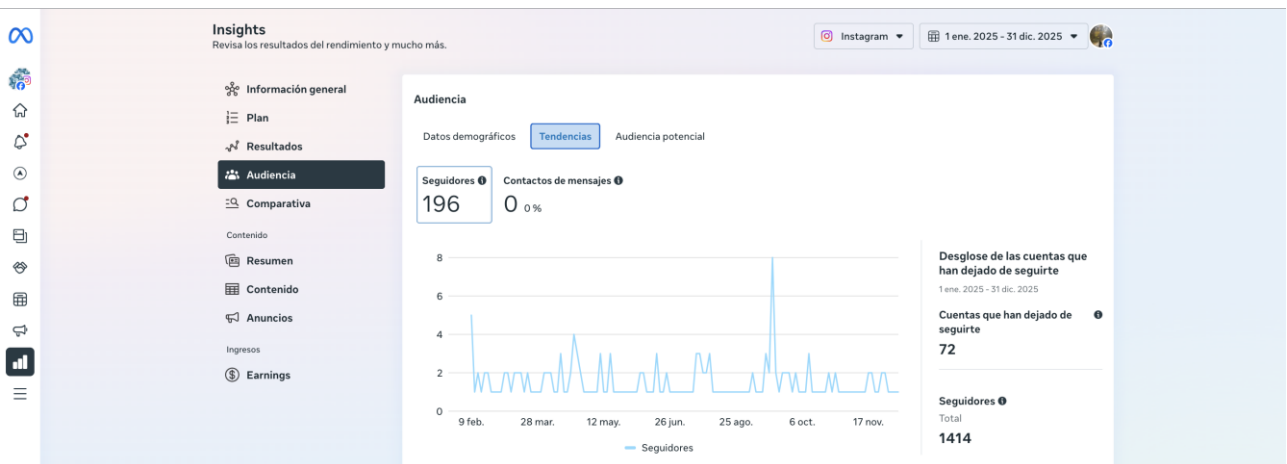 Insights
Revisa los resultados del rendimiento y mucho más.
Instagram
1 ene. 2025 - 31 dic. 2025
Información general
Plan
Resultados
Audiencia
Comparativa
Contenido
Resumen
Contenido
Anuncios
Ingresos
Earnings
Audiencia
Datos demográficos
Tendencias
Audiencia potencial
Seguidores
196
Contactos de mensajes
0 0 %
8
6
4
2
0
9 feb. 28 mar. 12 may. 26 jun. 25 ago. 6 oct. 17 nov.
Seguidores
Desglose de las cuentas que
han dejado de seguirte
1 ene. 2025 - 31 dic. 2025
Cuentas que han dejado de
seguirte
72
Seguidores
Total
1414